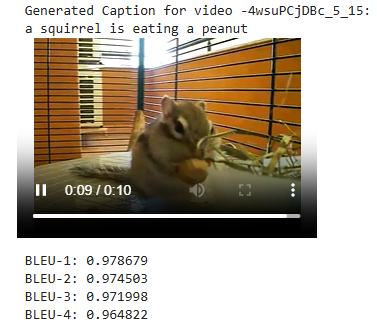 Generated Caption for video -4wsuPCjDBc_5_15:
a squirrel is eating a peanut
0:09 / 0:10
BLEU-1: 0.978679
BLEU-2: 0.974503
BLEU-3: 0.971998
BLEU-4: 0.964822